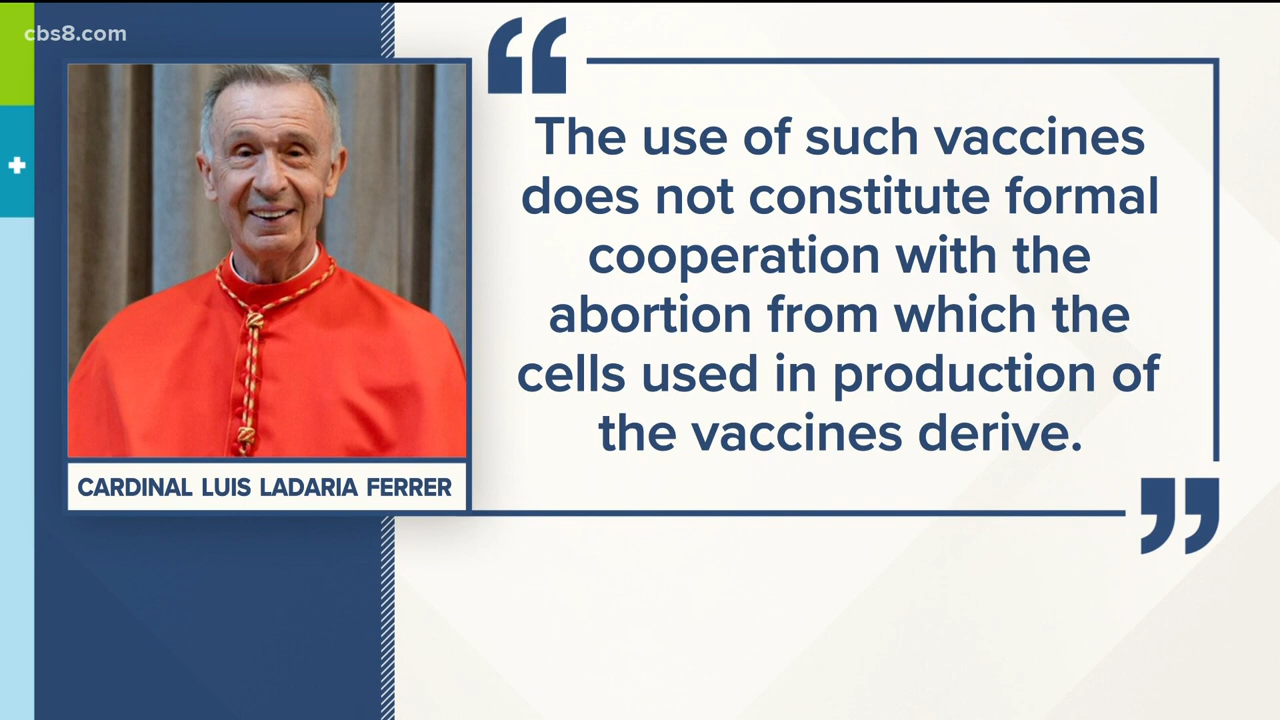 cbs8.com
“
The use of such vaccines
does not constitute formal
cooperation with the
abortion from which the
cells used in production of
the vaccines derive.
”
CARDINAL LUIS LADARIA FERRER